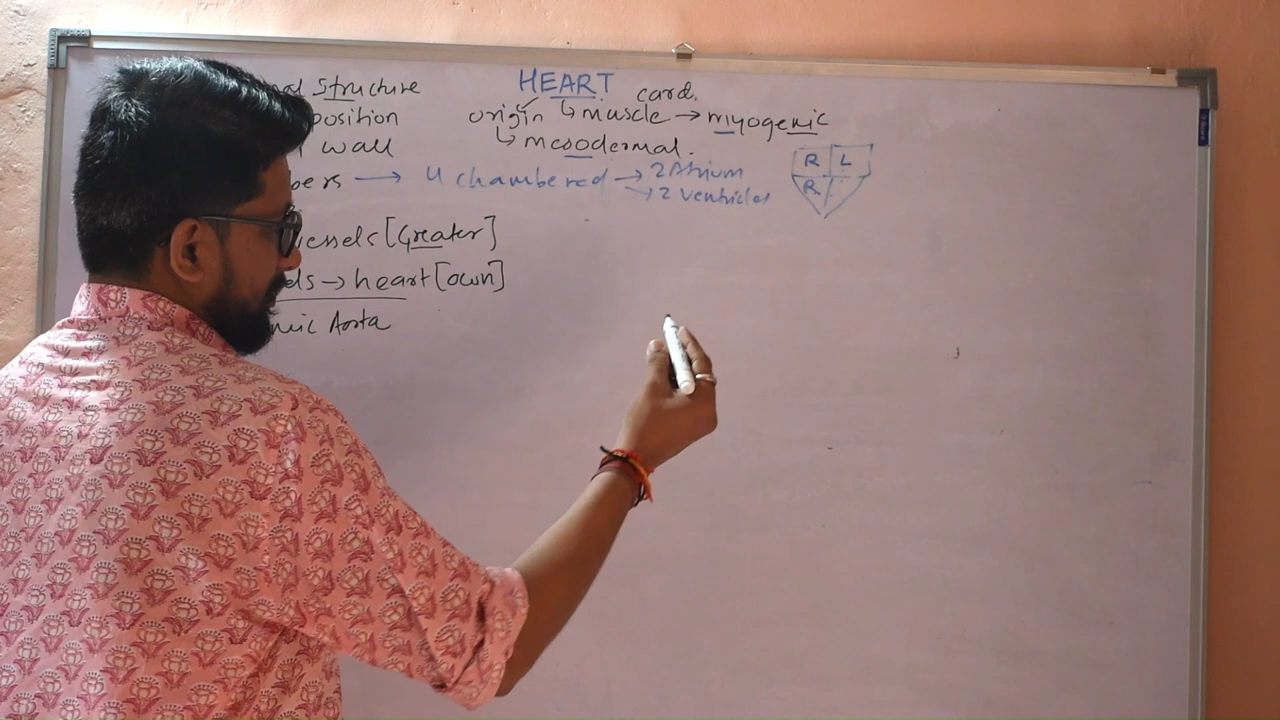 HEART
Structure card.
position origin ↳ muscle → myogenic
wall ↳ mesodermal.
bers → 4 chambered → 2 Atrium
→ 2 ventricles
R L
R
essels [Greater]
els → heart [own]
mic Aorta